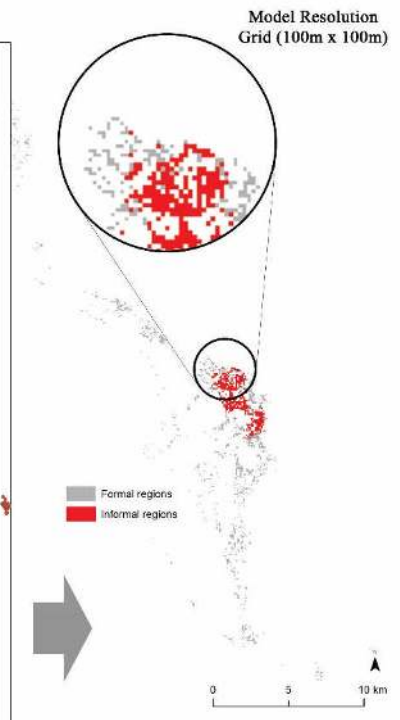 Model Resolution
Grid (100m x 100m)
Formal regions
Informal regions
0 5 10 km